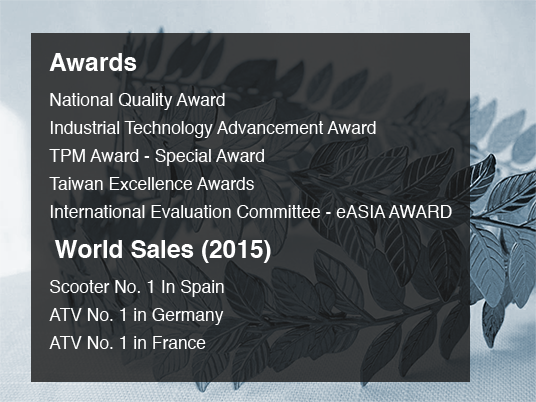 Awards
National Quality Award
Industrial Technology Advancement Award
TPM Award - Special Award
Taiwan Excellence Awards
International Evaluation Committee - eASIA AWARD
World Sales (2015)
Scooter No. 1 In Spain
ATV No. 1 in Germany
ATV No. 1 in France